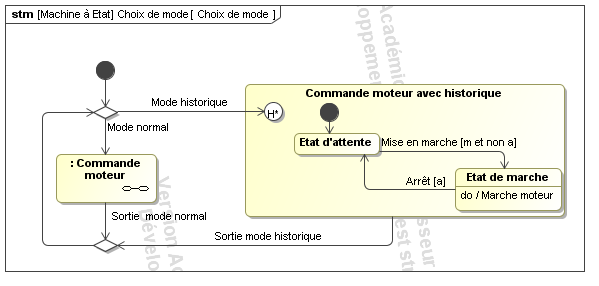 stm [Machine à Etat] Choix de mode [ Choix de mode ]
Commande moteur avec historique
Mode historique
H*
Mode normal
Etat d'attente
Mise en marche [m et non a]
: Commande
moteur
Etat de marche
Arrêt [a]
do / Marche moteur
Sortie mode normal
Sortie mode historique